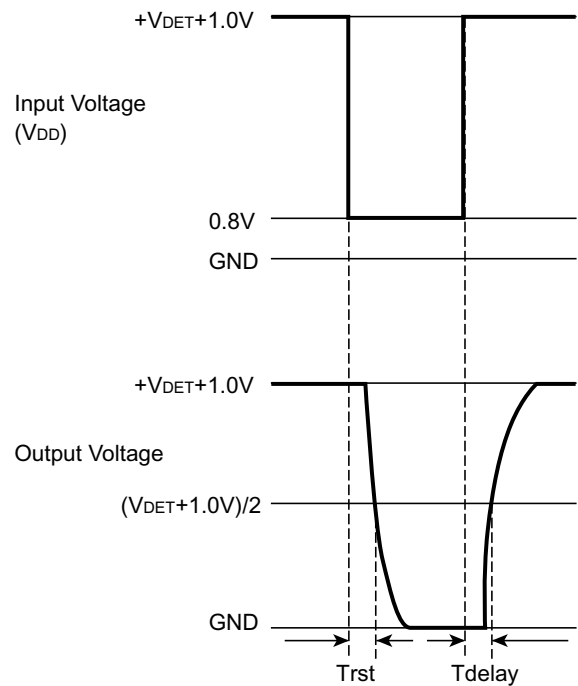 +VDET+1.0V
Input Voltage
(VDD)
0.8V
GND
+VDET+1.0V
Output Voltage
(VDET+1.0V)/2
GND
Trst Tdelay